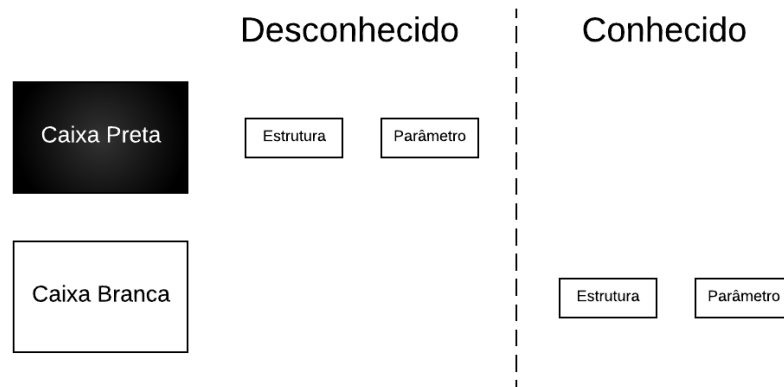 Desconhecido
Conhecido
Caixa Preta
Estrutura
Parâmetro
Caixa Branca
Estrutura
Parâmetro